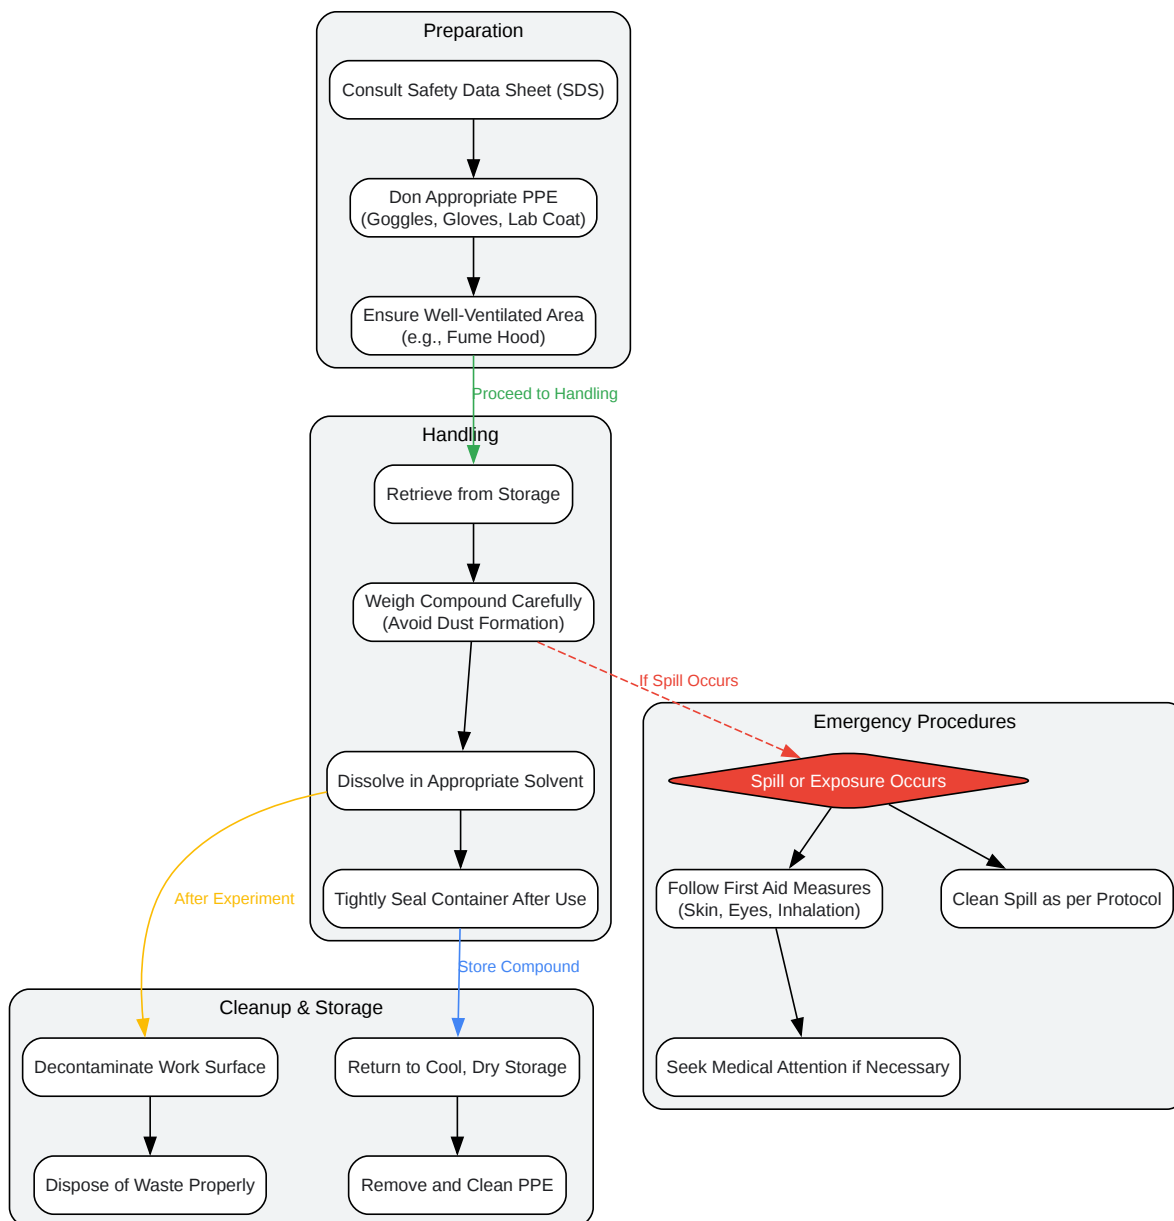 Preparation
Consult Safety Data Sheet (SDS)
Don Appropriate PPE
(Goggles, Gloves, Lab Coat)
Ensure Well-Ventilated Area
(e.g., Fume Hood)
Proceed to Handling
Handling
Retrieve from Storage
Weigh Compound Carefully
(Avoid Dust Formation)
If Spill Occurs
Emergency Procedures
Spill or Exposure Occurs
Dissolve in Appropriate Solvent
Follow First Aid Measures
(Skin, Eyes, Inhalation)
Clean Spill as per Protocol
After Experiment
Tightly Seal Container After Use
Store Compound
Cleanup & Storage
Decontaminate Work Surface
Return to Cool, Dry Storage
Seek Medical Attention if Necessary
Dispose of Waste Properly
Remove and Clean PPE